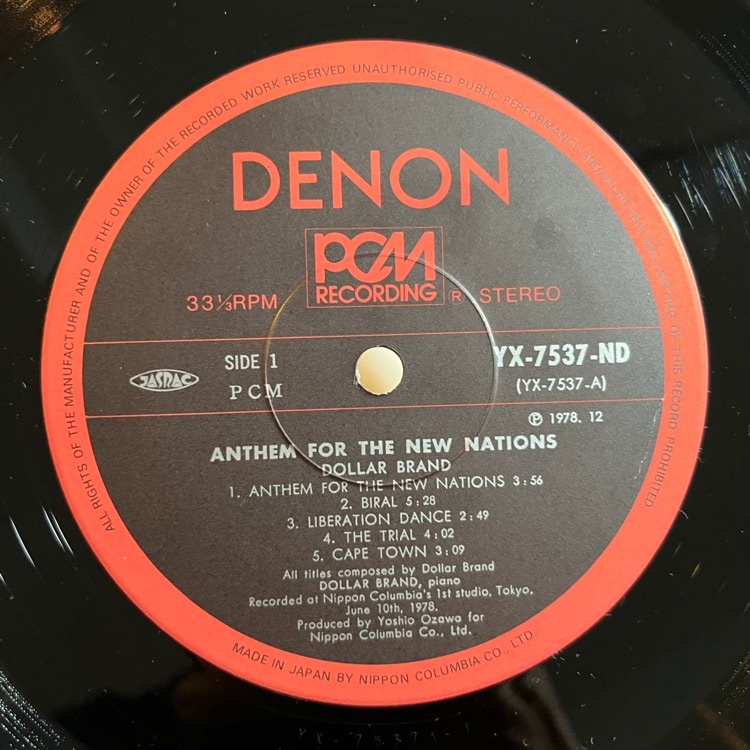 ALL RIGHTS OF THE MANUFACTURER AND OF THE OWNER OF THE RECORDED WORK RESERVED UNAUTHORISED PUBLIC PERFORMANCE
OF THIS RECORD PROHIBITED
DENON
PCM
RECORDING
33⅓RPM
Ⓡ STEREO
SIDE 1
YX-7537-ND
JASRAC
PCM
(YX-7537-A)
Ⓟ 1978. 12
ANTHEM FOR THE NEW NATIONS
DOLLAR BRAND
1. ANTHEM FOR THE NEW NATIONS 3:56
2. BIRAL 5:28
3. LIBERATION DANCE 2:49
4. THE TRIAL 4:02
5. CAPE TOWN 3:09
All titles composed by Dollar Brand
DOLLAR BRAND, piano
Recorded at Nippon Columbia's 1st studio, Tokyo,
June 10th, 1978.
Produced by Yoshio Ozawa for
Nippon Columbia Co., Ltd.
MADE IN JAPAN BY NIPPON COLUMBIA CO., LTD.